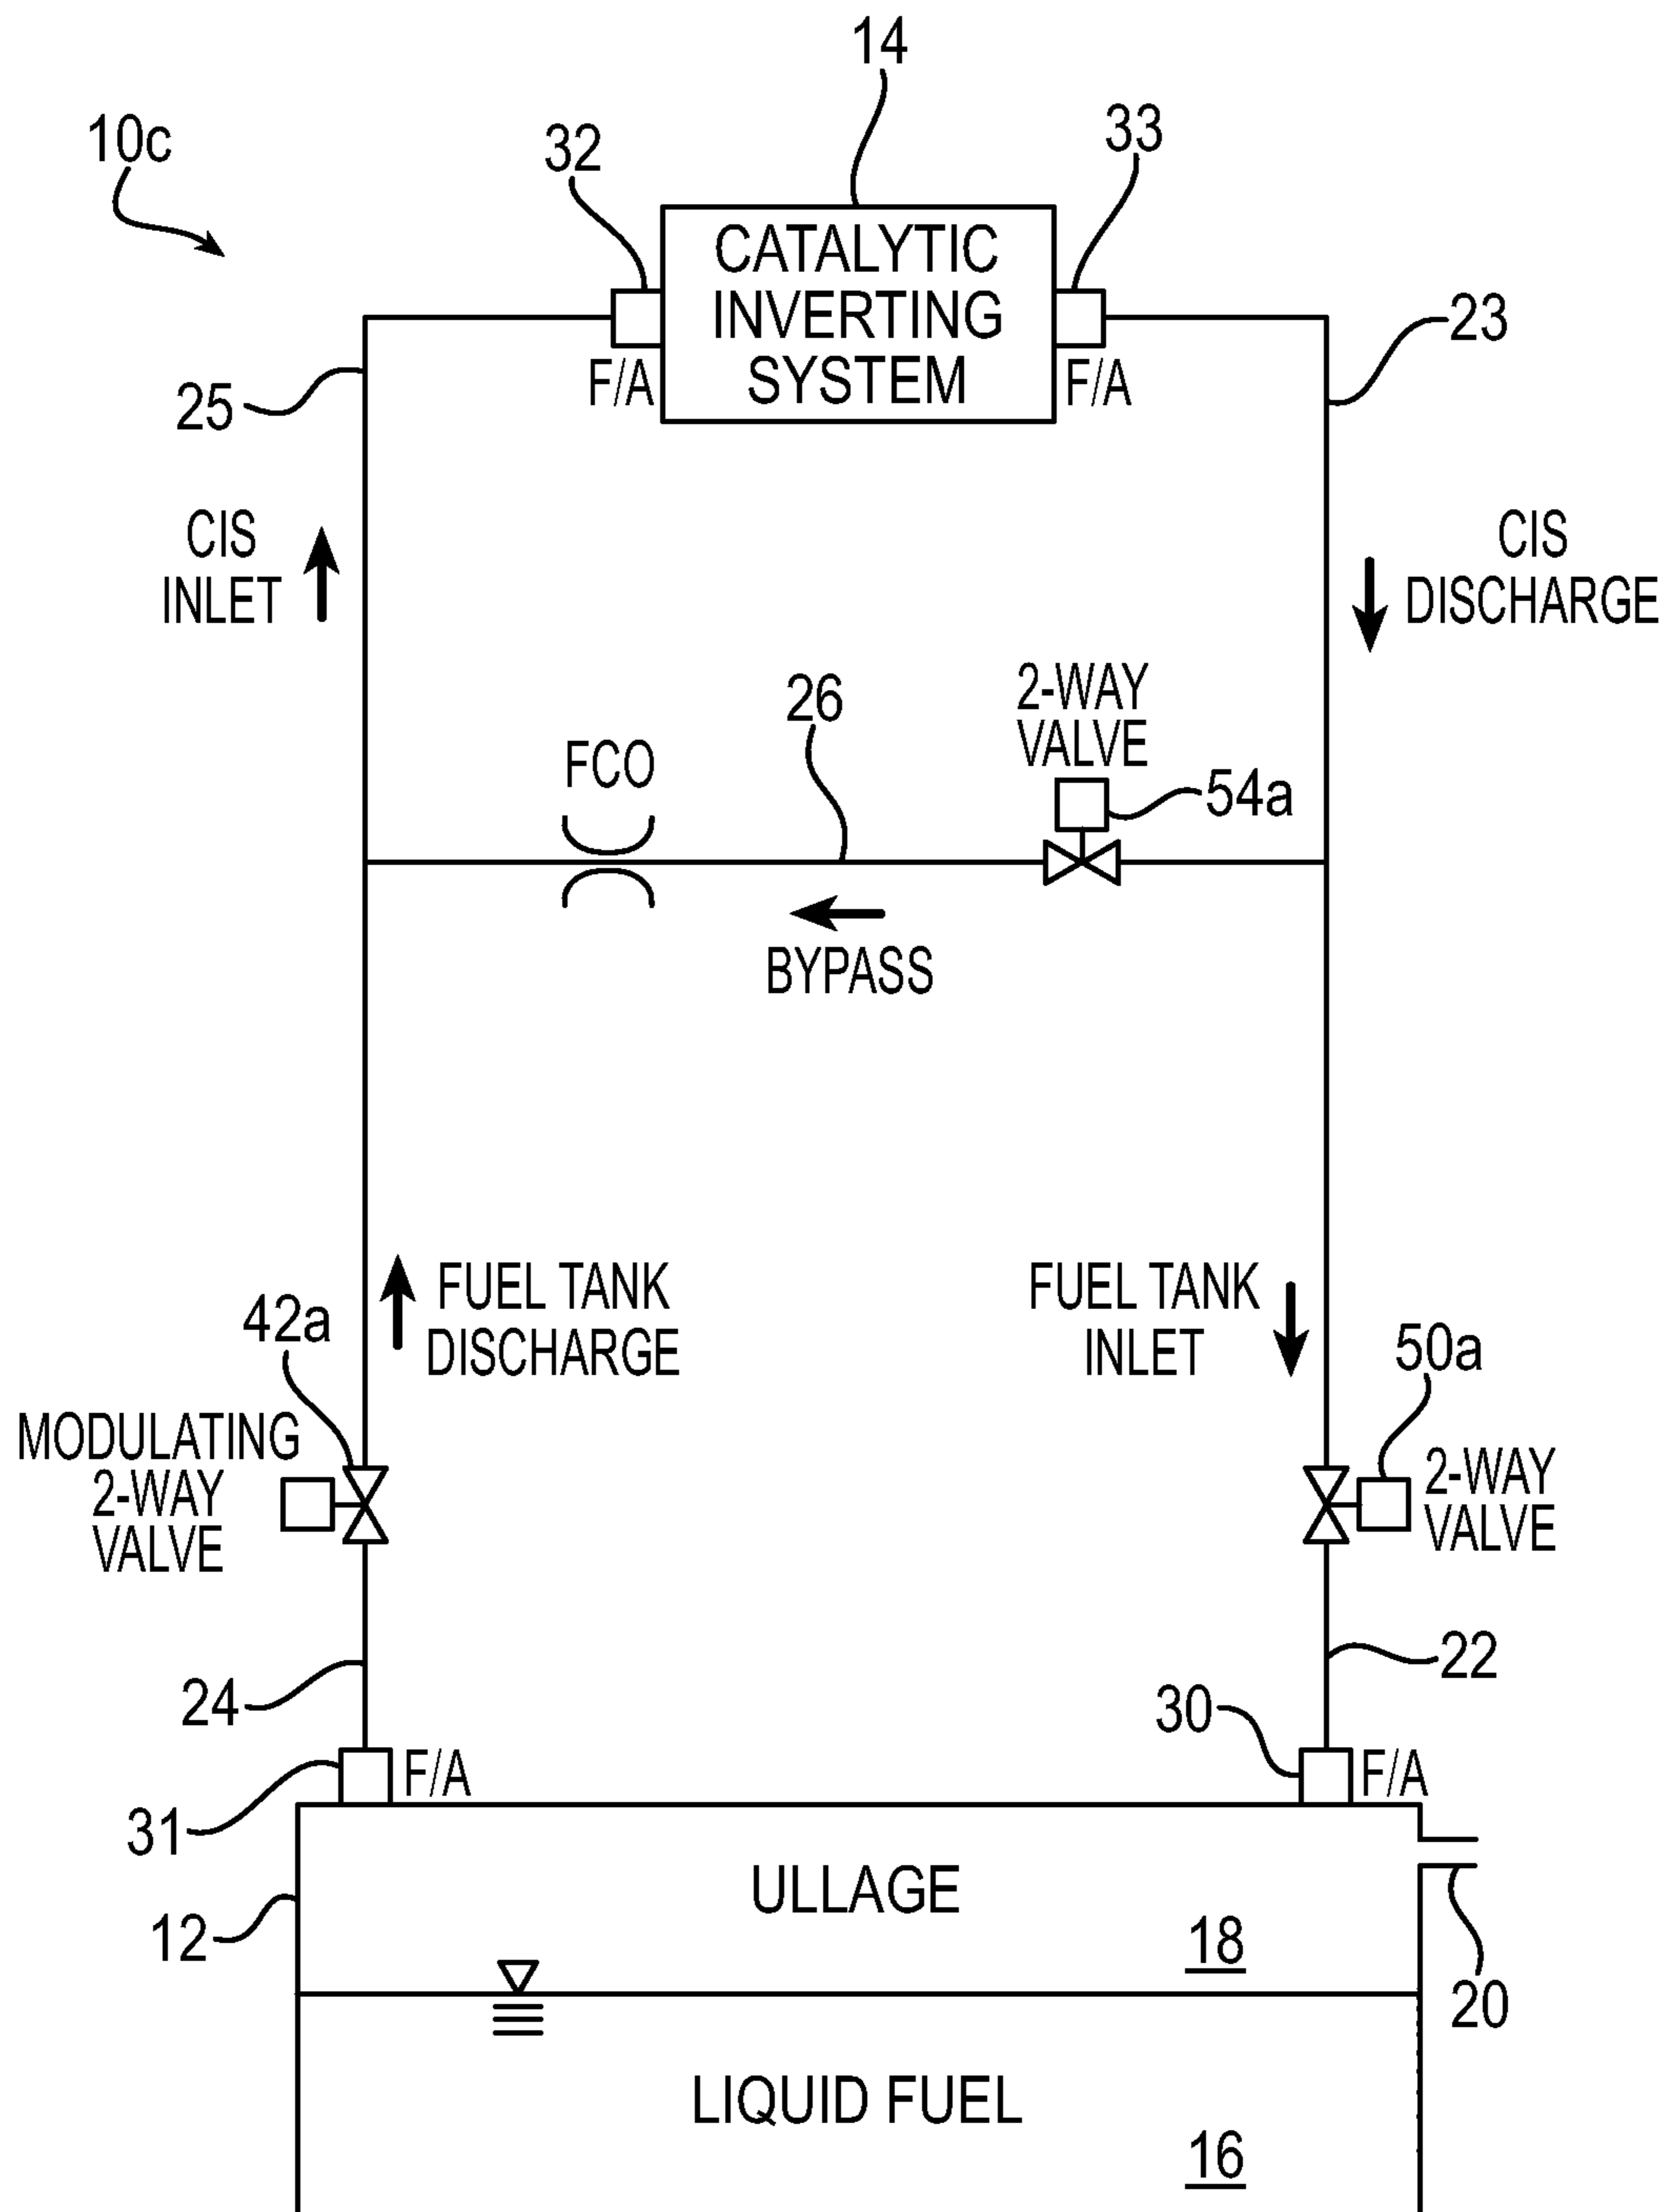 14
10c
32
33
CATALYTIC
INVERTING
SYSTEM
F/A
F/A
23
25
CIS
INLET
CIS
DISCHARGE
26
2-WAY
VALVE
54a
FCO
BYPASS
FUEL TANK
DISCHARGE
FUEL TANK
INLET
42a
50a
MODULATING
2-WAY
VALVE
2-WAY
VALVE
24
22
30
31
F/A
F/A
ULLAGE
12
18
20
LIQUID FUEL
16